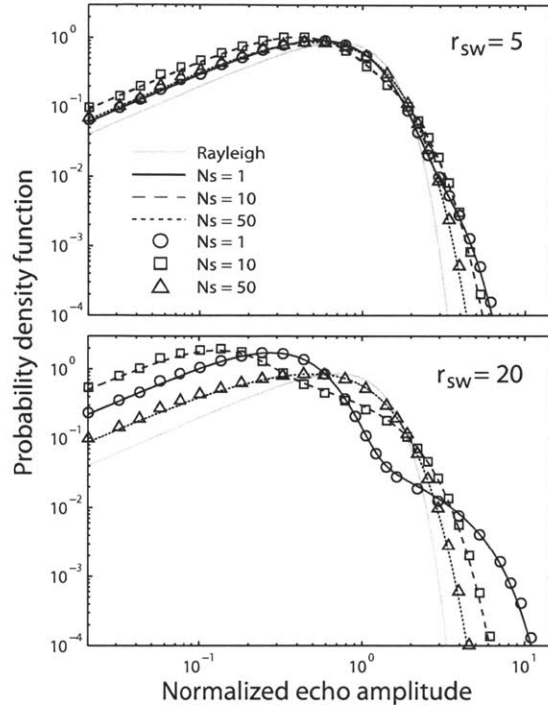 10^0
10^-1
10^-2
10^-3
10^-4
r_sw = 5
Rayleigh
Ns = 1
Ns = 10
Ns = 50
Ns = 1
Ns = 10
Ns = 50
Probability density function
10^0
10^-1
10^-2
10^-3
10^-4
r_sw = 20
10^-1
10^0
10^1
Normalized echo amplitude